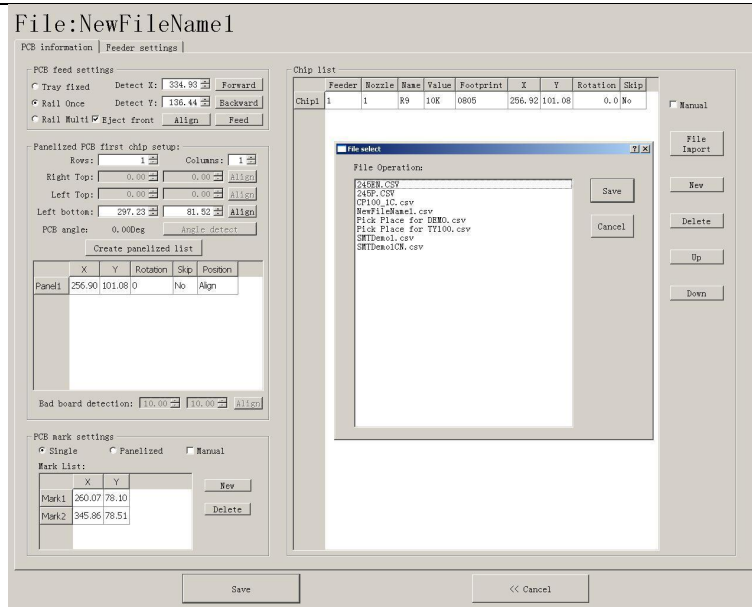 File:NewFileName1
PCB information Feeder settings
PCB feed settings
Tray fixed Detect X: 334.93 Forward
Rail Once Detect Y: 136.44 Backward
Rail Multi Eject front Align Feed
Panelized PCB first chip setup:
Rows: 1 Columns: 1
Right Top: 0.00 0.00 Align
Left Top: 0.00 0.00 Align
Left bottom: 297.23 81.52 Align
PCB angle: 0.00Deg Angle detect
Create panelized list
X Y Rotation Skip Position
Panel1 256.90 101.08 0 No Align
Bad board detection: 10.00 10.00 Align
PCB mark settings
Single Panelized Manual
Mark List:
X Y
Mark1 260.07 78.10
Mark2 345.86 78.51
New
Delete
Chip list
Feeder Nozzle Name Value Footprint X Y Rotation Skip
Chip1 1 1 R9 10K 0805 256.92 101.08 0.0 No
File select
File Operation:
245EN.CSV
245P.CSV
CP100_1C.csv
NewFileName1.csv
Pick Place for DEMO.csv
Pick Place for TY100.csv
SMTDemo1.csv
SMTDemo1CN.csv
Save
Cancel
Manual
File
Import
New
Delete
Up
Down
Save << Cancel